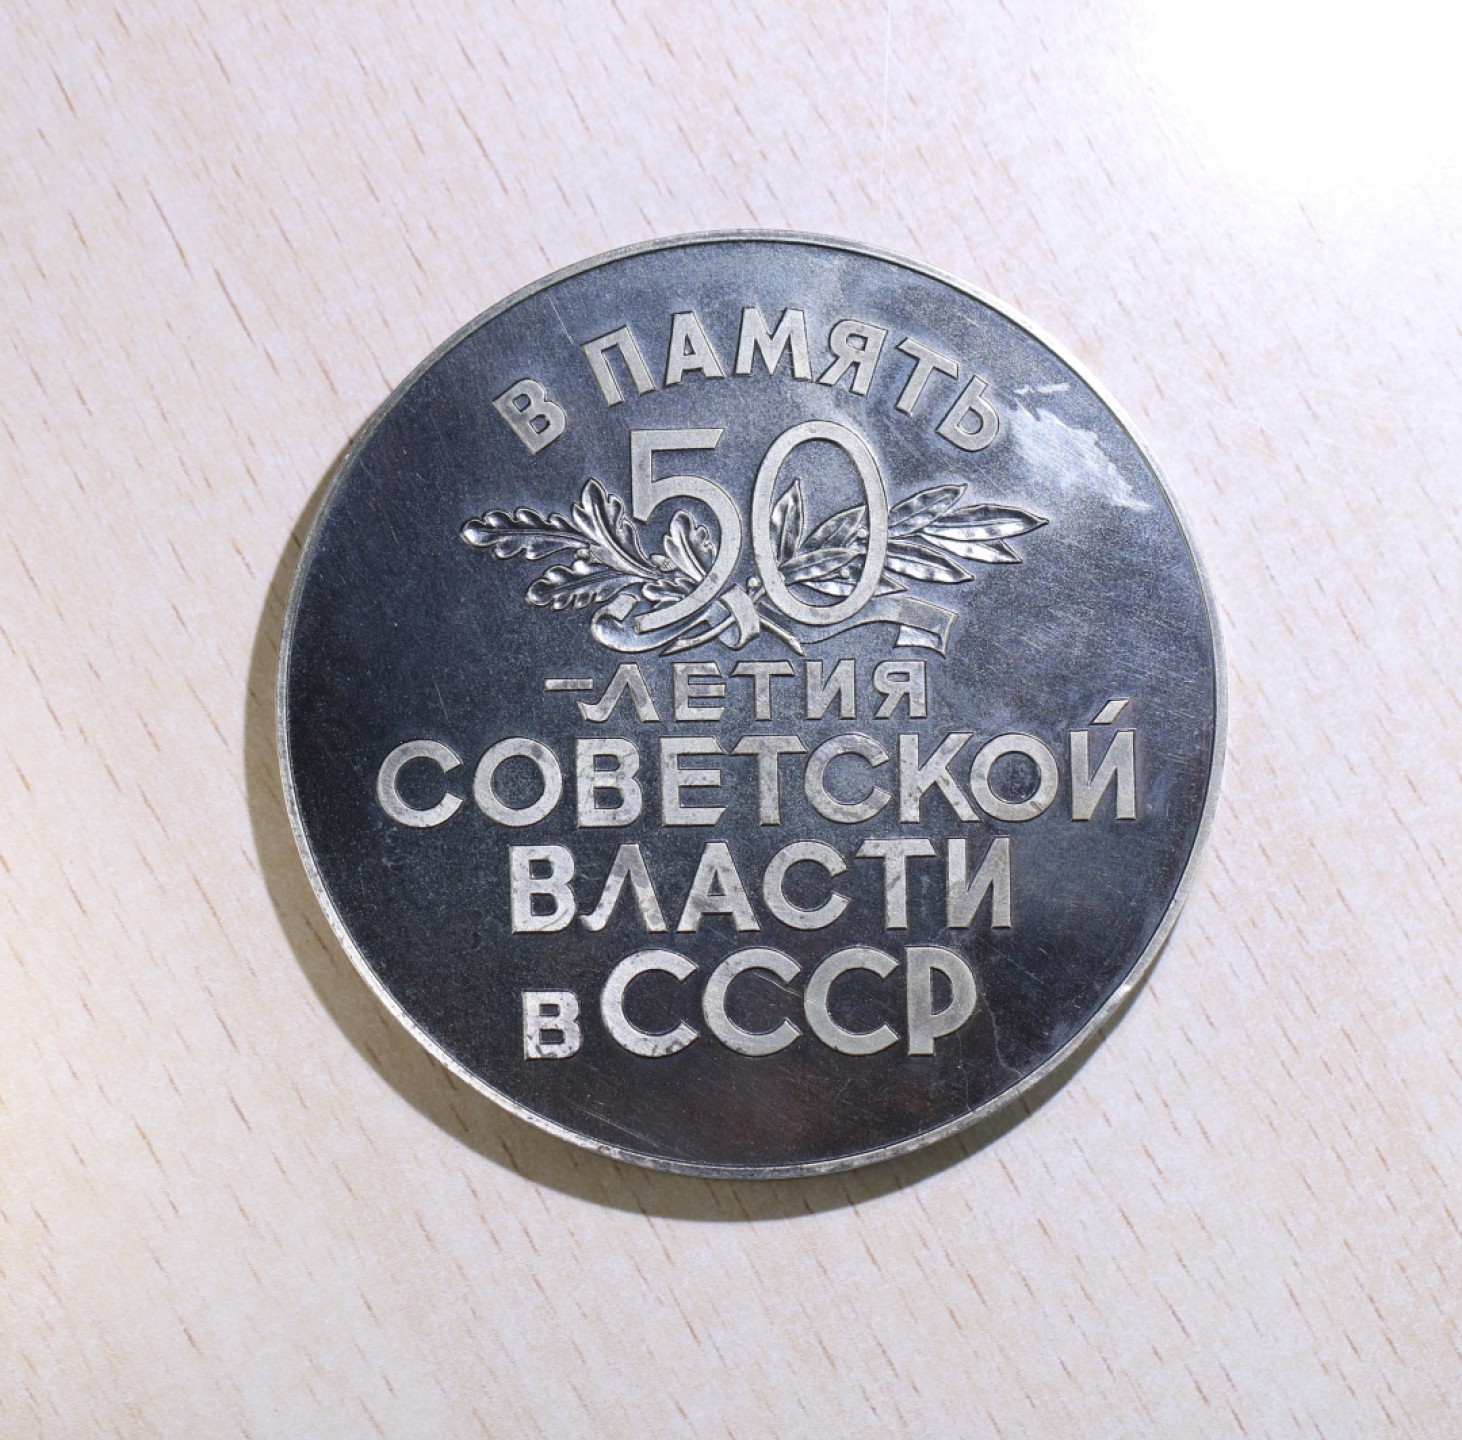 В ПАМЯТЬ
50
-ЛЕТИЯ
СОВЕТСКОЙ
ВЛАСТИ
в СССР